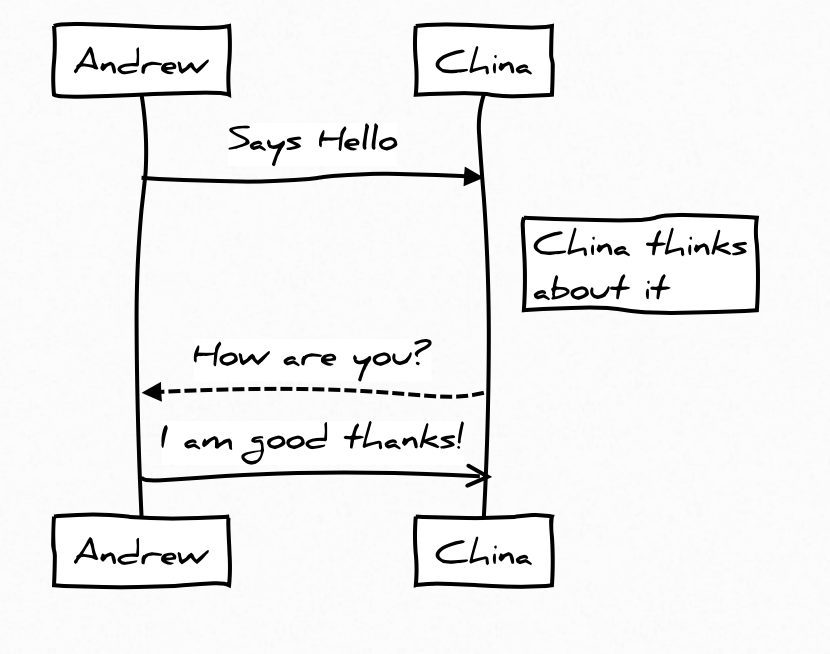 Andrew
China
Says Hello
China thinks
about it
How are you?
I am good thanks!
Andrew
China